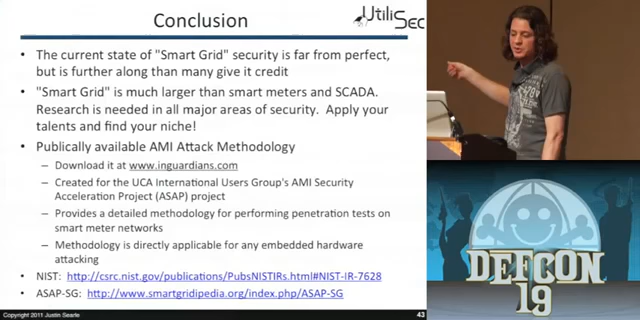 Conclusion
UtiliSec
• The current state of "Smart Grid" security is far from perfect,
but is further along than many give it credit
• "Smart Grid" is much larger than smart meters and SCADA.
Research is needed in all major areas of security. Apply your
talents and find your niche!
• Publically available AMI Attack Methodology
— Download it at www.inguardians.com
— Created for the UCA International Users Group's AMI Security
Acceleration Project (ASAP) project
— Provides a detailed methodology for performing penetration tests on
smart meter networks
— Methodology is directly applicable for any embedded hardware
attacking
• NIST: http://csrc.nist.gov/publications/PubsNISTIRs.html#NIST-IR-7628
• ASAP-SG: http://www.smartgridipedia.org/index.php/ASAP-SG
Copyright 2011 Justin Searle
43
DEFCON
19